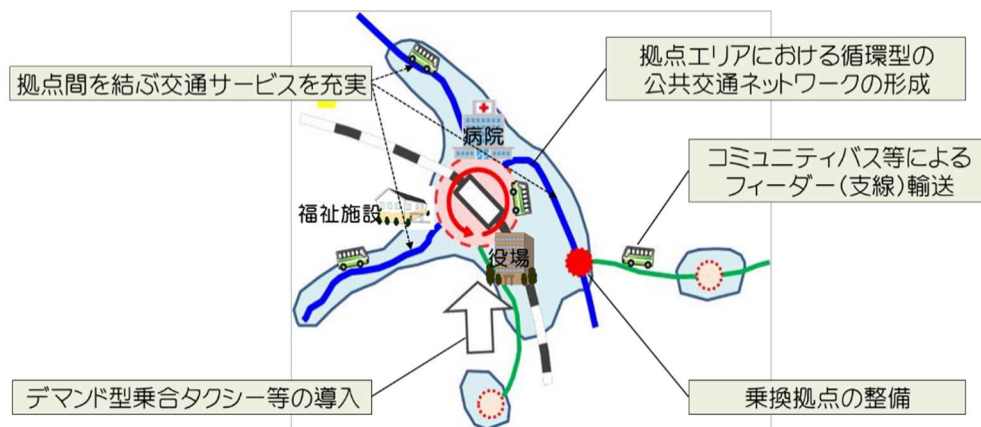 拠点間を結ぶ交通サービスを充実
拠点エリアにおける循環型の
公共交通ネットワークの形成
病院
コミュニティバス等による
フィーダー(支線)輸送
福祉施設
役場
デマンド型乗合タクシー等の導入
乗換拠点の整備